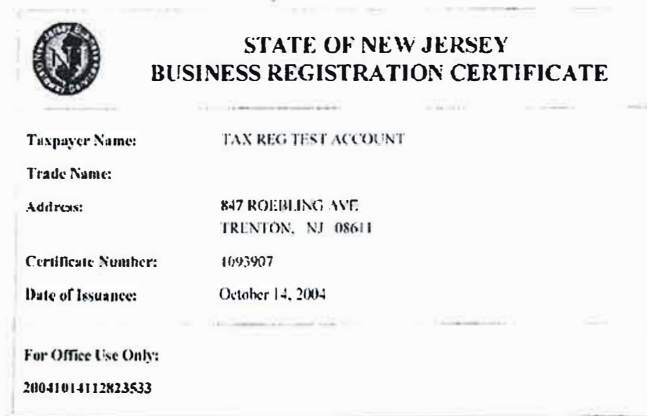 STATE OF NEW JERSEY
BUSINESS REGISTRATION CERTIFICATE
Taxpayer Name: TAX REG TEST ACCOUNT
Trade Name:
Address: 847 ROEBLING AVE
TRENTON, NJ 08611
Certificate Number: 1093907
Date of Issuance: October 14, 2004
For Office Use Only:
20041014112823533